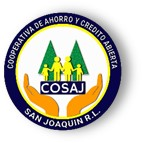 COOPERATIVA DE AHORRO Y CREDITO ABIERTA
COSAJ
SAN JOAQUIN R.L.